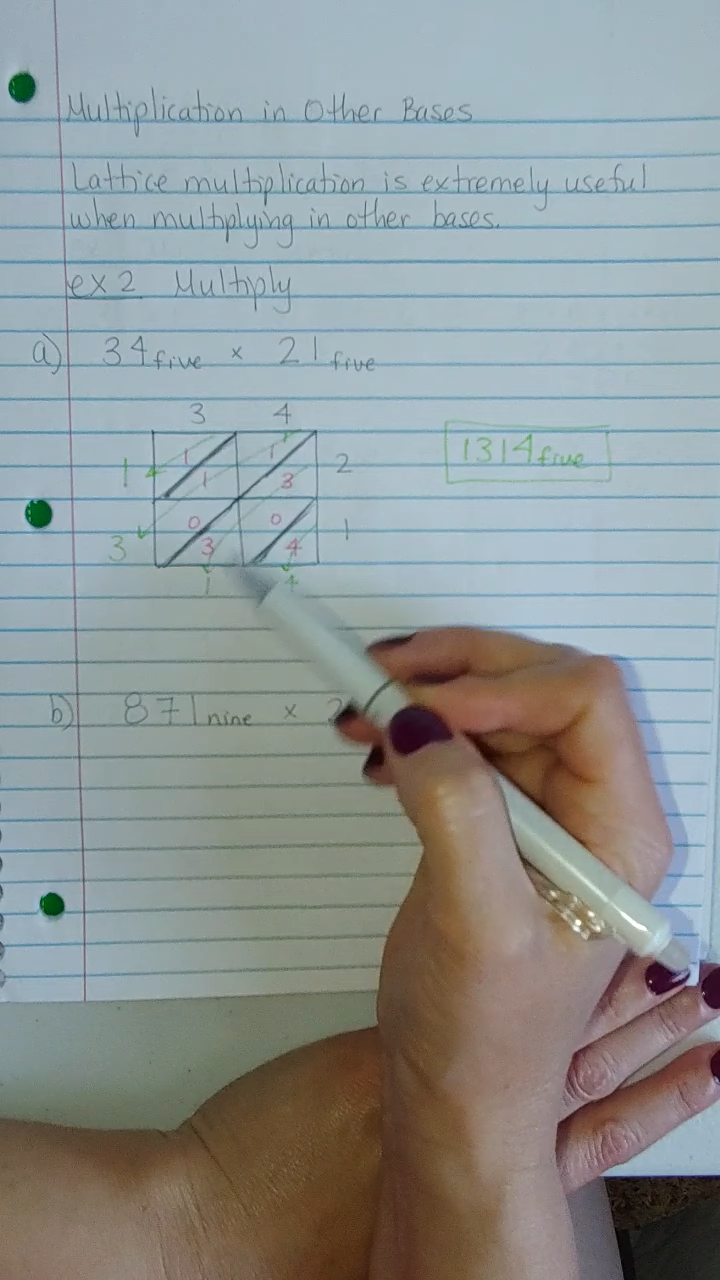 Multiplication in Other Bases
Lattice multiplication is extremely useful
when multiplying in other bases.
ex 2 Multiply
a) 34five × 21five
3 4
1 1 1 2
1 3
1314five
0 0 1
3 3 4
1 4
b) 871nine ×